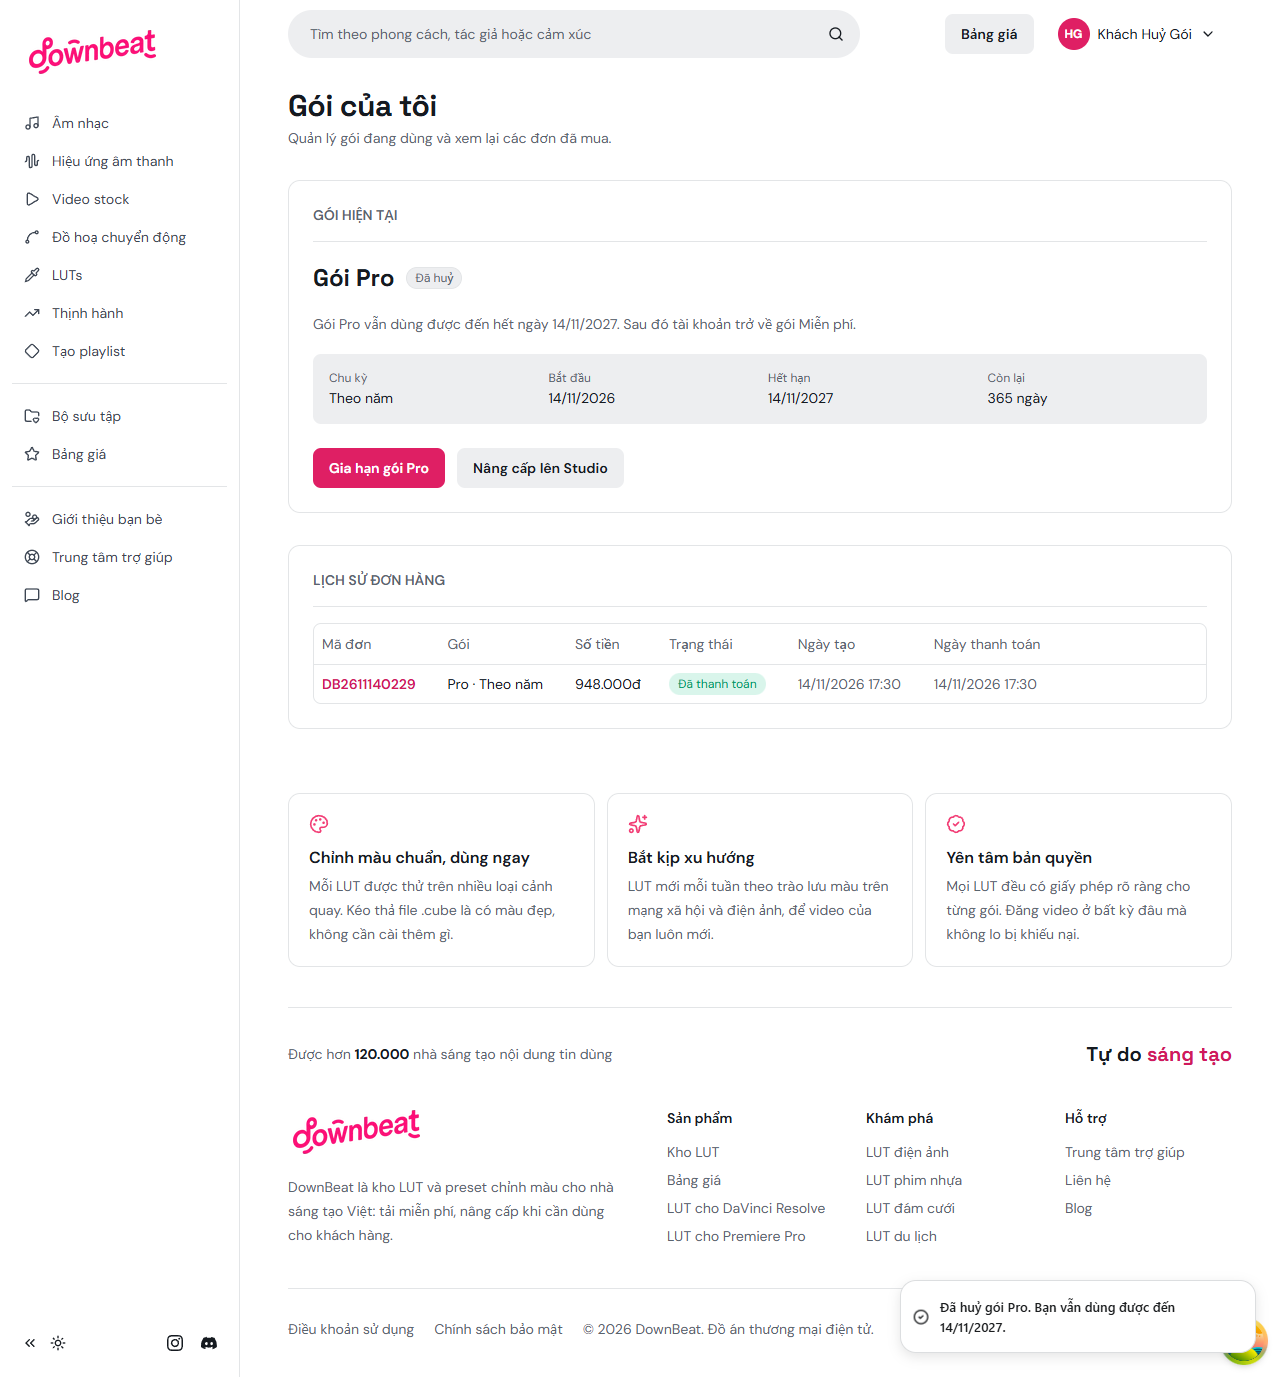 downbeat
Tìm theo phong cách, tác giả hoặc cảm xúc
Bảng giá
HG
Khách Huỷ Gói
Âm nhạc
Hiệu ứng âm thanh
Video stock
Đồ hoạ chuyển động
LUTs
Thịnh hành
Tạo playlist
Bộ sưu tập
Bảng giá
Giới thiệu bạn bè
Trung tâm trợ giúp
Blog
Gói của tôi
Quản lý gói đang dùng và xem lại các đơn đã mua.
GÓI HIỆN TẠI
Gói Pro Đã huỷ
Gói Pro vẫn dùng được đến hết ngày 14/11/2027. Sau đó tài khoản trở về gói Miễn phí.
Chu kỳ Bắt đầu Hết hạn Còn lại
Theo năm 14/11/2026 14/11/2027 365 ngày
Gia hạn gói Pro Nâng cấp lên Studio
LỊCH SỬ ĐƠN HÀNG
Mã đơn Gói Số tiền Trạng thái Ngày tạo Ngày thanh toán
DB2611140229 Pro · Theo năm 948.000đ Đã thanh toán 14/11/2026 17:30 14/11/2026 17:30
Chỉnh màu chuẩn, dùng ngay
Mỗi LUT được thử trên nhiều loại cảnh
quay. Kéo thả file .cube là có màu đẹp,
không cần cài thêm gì.
Bắt kịp xu hướng
LUT mới mỗi tuần theo trào lưu màu trên
mạng xã hội và điện ảnh, để video của
bạn luôn mới.
Yên tâm bản quyền
Mọi LUT đều có giấy phép rõ ràng cho
từng gói. Đăng video ở bất kỳ đâu mà
không lo bị khiếu nại.
Được hơn 120.000 nhà sáng tạo nội dung tin dùng
Tự do sáng tạo
downbeat
DownBeat là kho LUT và preset chỉnh màu cho nhà
sáng tạo Việt: tải miễn phí, nâng cấp khi cần dùng
cho khách hàng.
Sản phẩm
Kho LUT
Bảng giá
LUT cho DaVinci Resolve
LUT cho Premiere Pro
Khám phá
LUT điện ảnh
LUT phim nhựa
LUT đám cưới
LUT du lịch
Hỗ trợ
Trung tâm trợ giúp
Liên hệ
Blog
Điều khoản sử dụng Chính sách bảo mật © 2026 DownBeat. Đồ án thương mại điện tử.
Đã huỷ gói Pro. Bạn vẫn dùng được đến
14/11/2027.